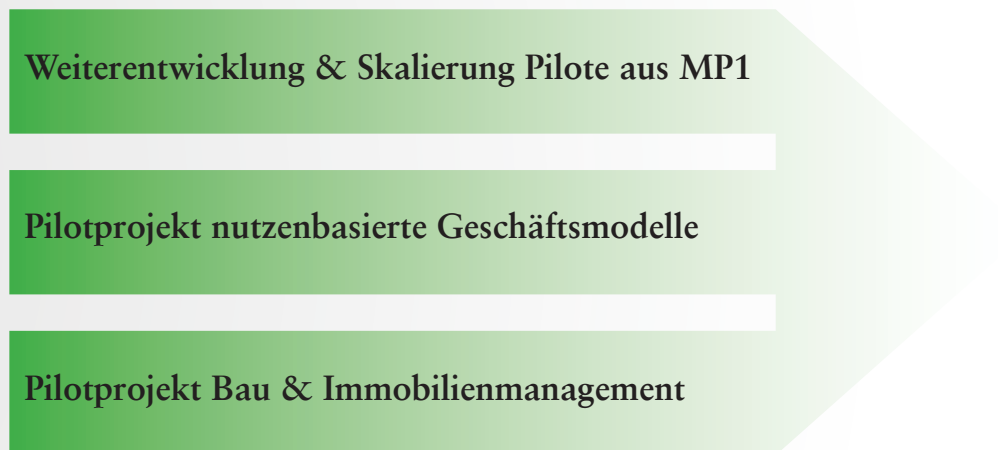 Weiterentwicklung & Skalierung Pilote aus MP1
Pilotprojekt nutzenbasierte Geschäftsmodelle
Pilotprojekt Bau & Immobilienmanagement